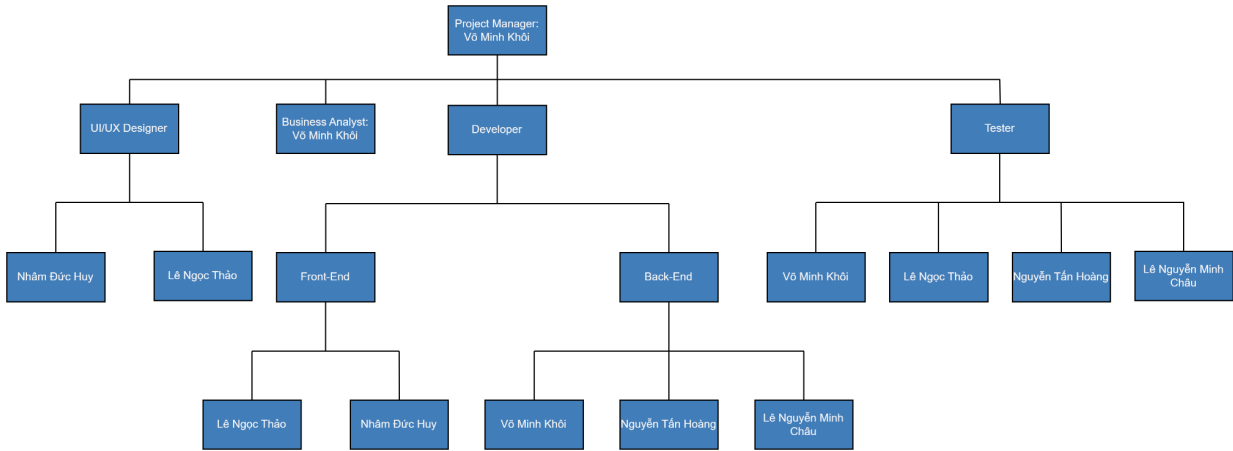 Project Manager:
Võ Minh Khôi
UI/UX Designer
Business Analyst:
Võ Minh Khôi
Developer
Tester
Nhâm Đức Huy
Lê Ngọc Thảo
Front-End
Back-End
Võ Minh Khôi
Lê Ngọc Thảo
Nguyễn Tấn Hoàng
Lê Nguyễn Minh
Châu
Lê Ngọc Thảo
Nhâm Đức Huy
Võ Minh Khôi
Nguyễn Tấn Hoàng
Lê Nguyễn Minh
Châu